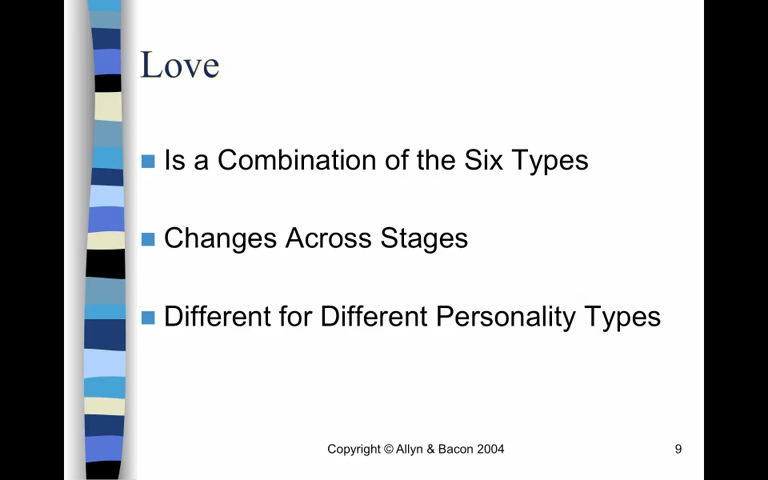 Love
Is a Combination of the Six Types
Changes Across Stages
Different for Different Personality Types
Copyright © Allyn & Bacon 2004
9